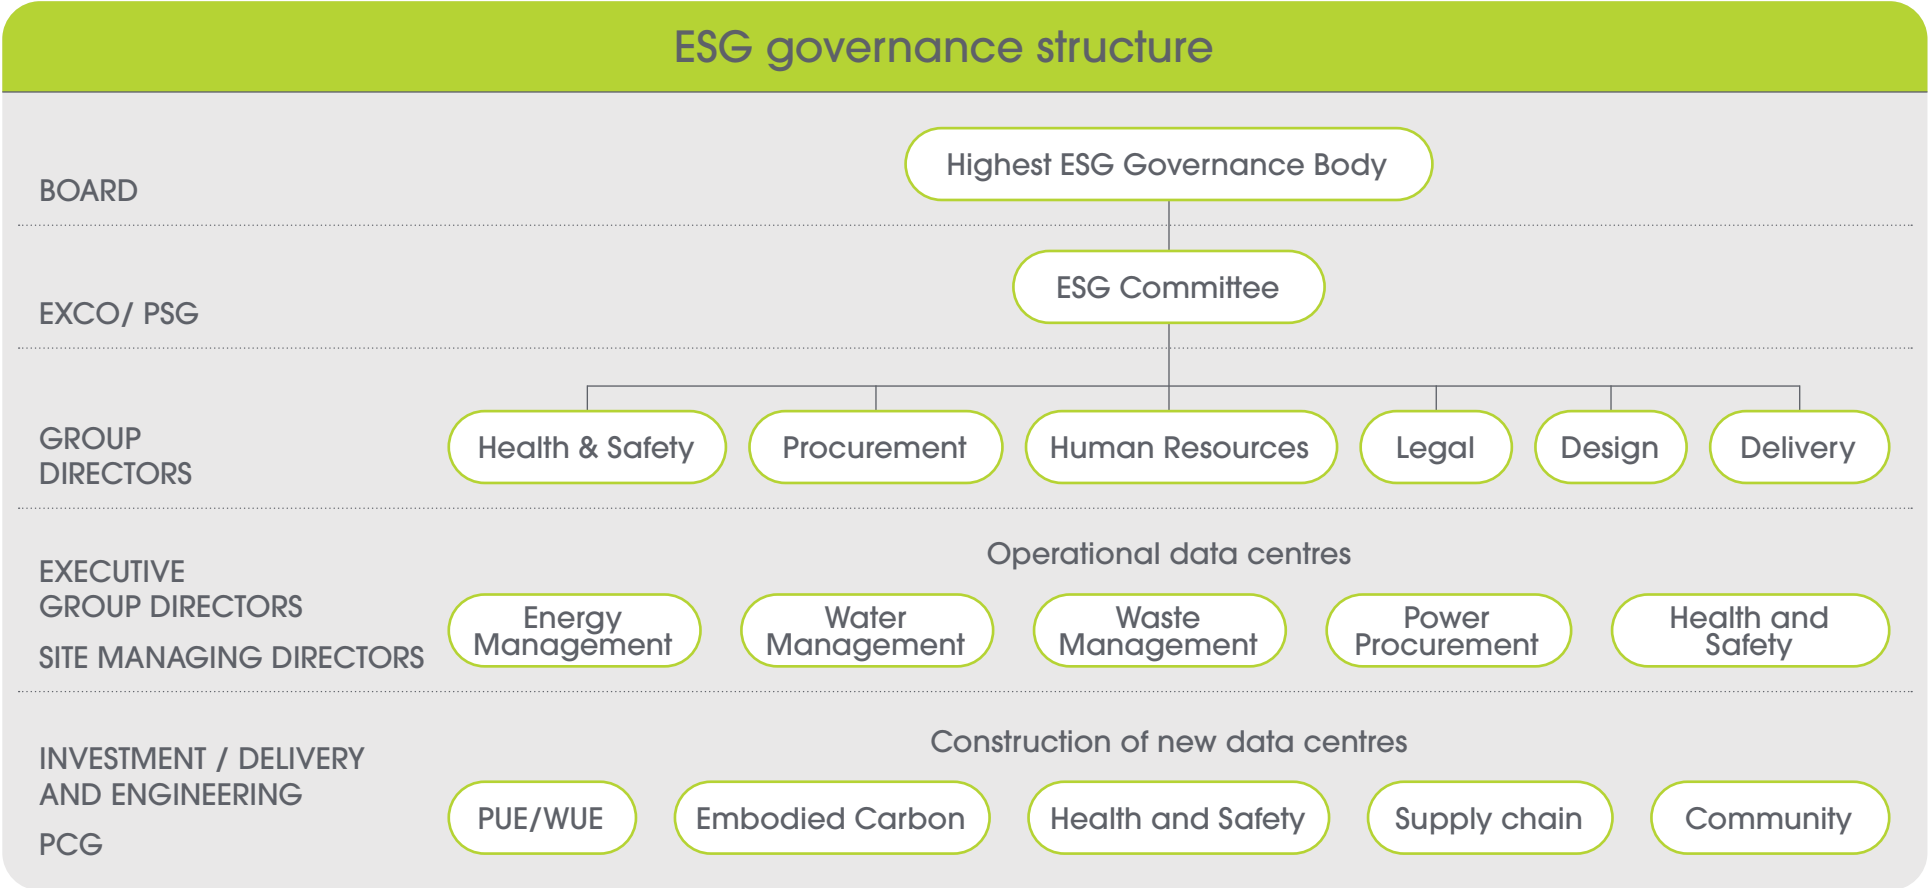 ESG governance structure
BOARD
Highest ESG Governance Body
EXCO/ PSG
ESG Committee
GROUP
DIRECTORS
Health & Safety
Procurement
Human Resources
Legal
Design
Delivery
EXECUTIVE
GROUP DIRECTORS
SITE MANAGING DIRECTORS
Operational data centres
Energy
Management
Water
Management
Waste
Management
Power
Procurement
Health and
Safety
INVESTMENT / DELIVERY
AND ENGINEERING
PCG
Construction of new data centres
PUE/WUE
Embodied Carbon
Health and Safety
Supply chain
Community